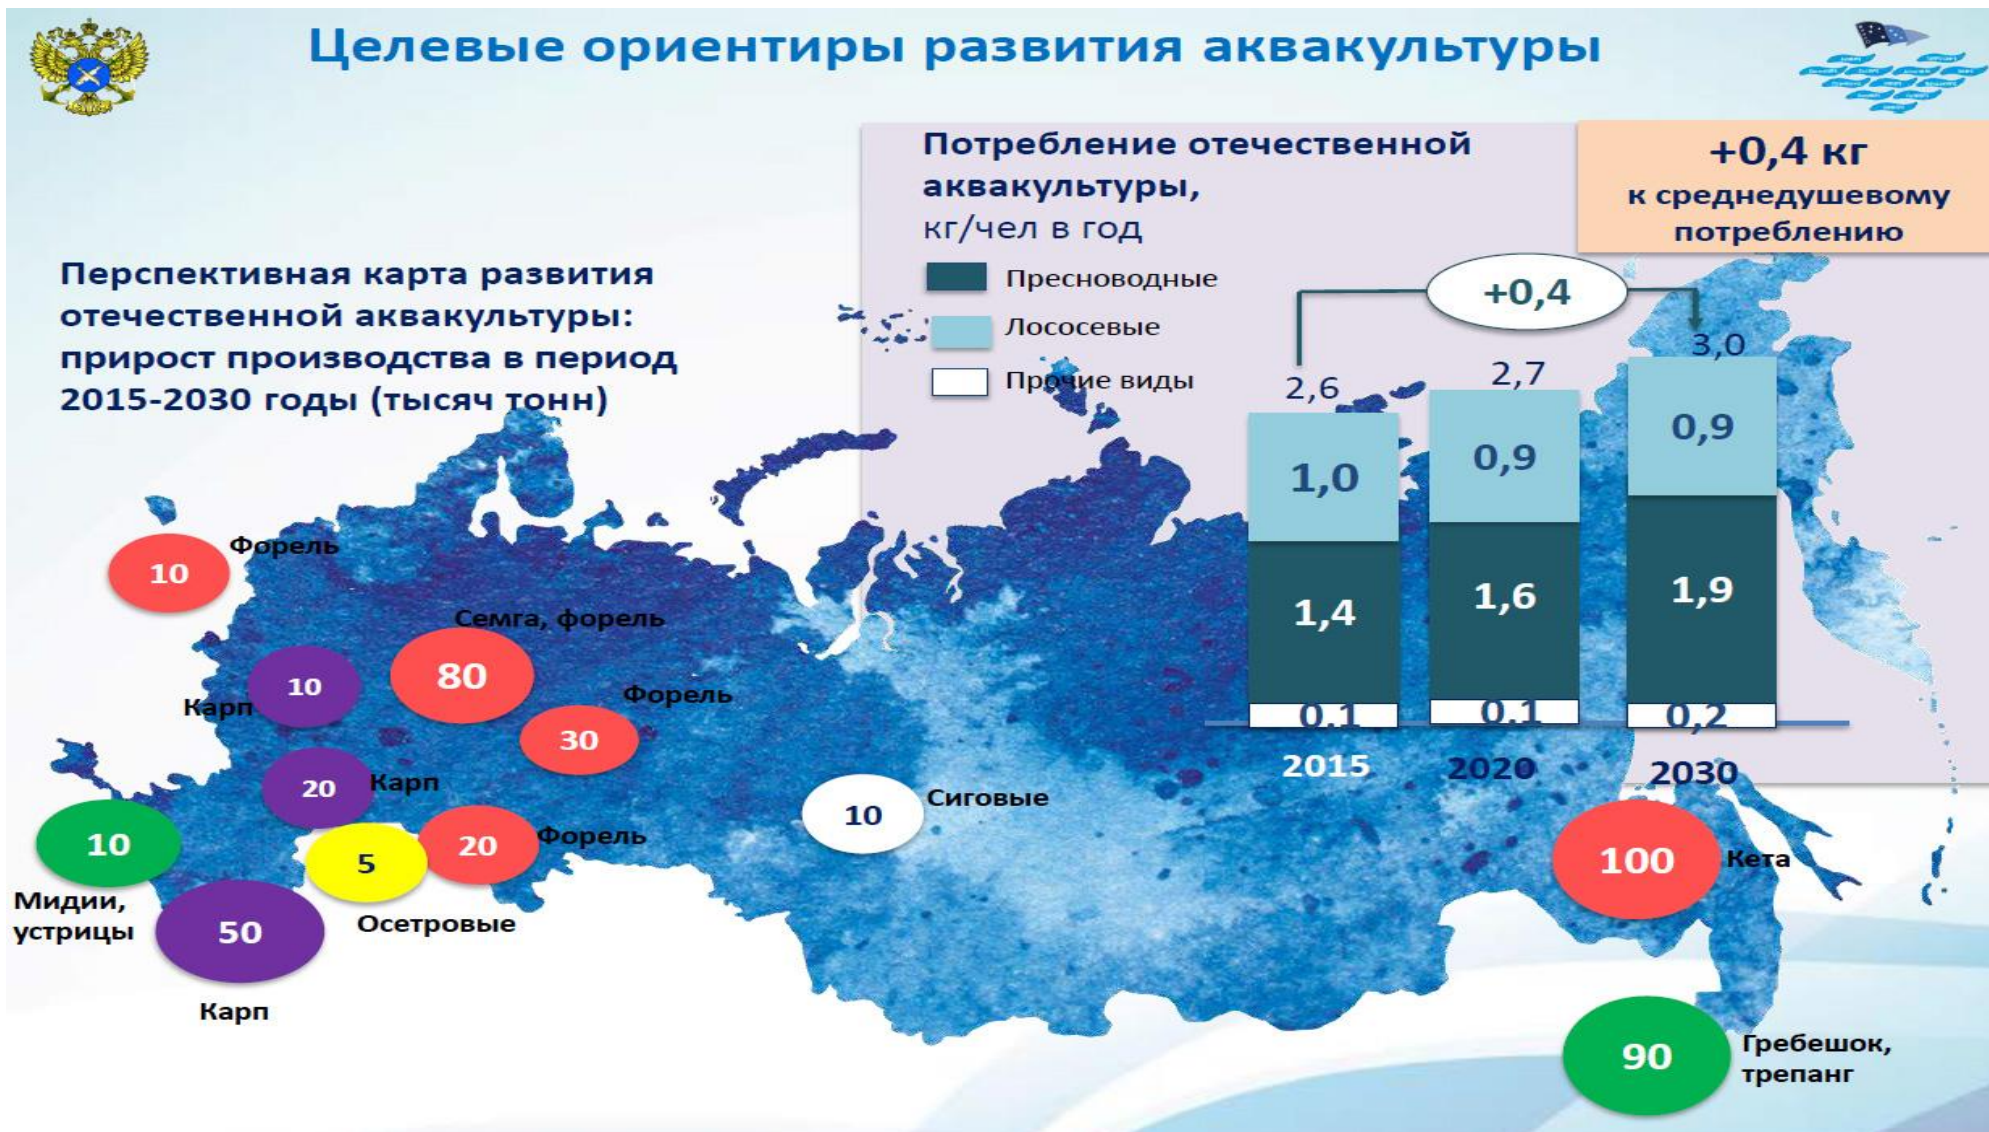 Целевые ориентиры развития аквакультуры
Потребление отечественной
аквакультуры,
кг/чел в год
+0,4 кг
к среднедушевому
потреблению
Пресноводные
Лососевые
Прочие виды
+0,4
2,6
2,7
3,0
1,0
0,9
0,9
1,4
1,6
1,9
0,1
0,1
0,2
2015
2020
2030
Перспективная карта развития
отечественной аквакультуры:
прирост производства в период
2015-2030 годы (тысяч тонн)
Форель
10
Семга, форель
80
10
Карп
Форель
30
20
Карп
10
Мидии,
устрицы
5
Осетровые
20
Форель
50
Карп
10
Сиговые
100
Кета
90
Гребешок,
трепанг